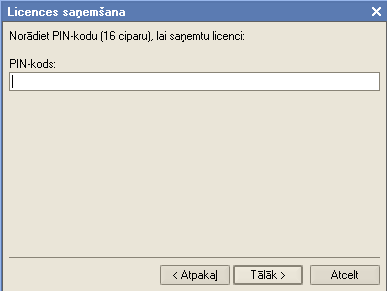 Licences saņemšana
Norādiet PIN-kodu (16 ciparu), lai saņemtu licenci:
PIN-kods:
< Atpakaļ Tālāk > Atcelt